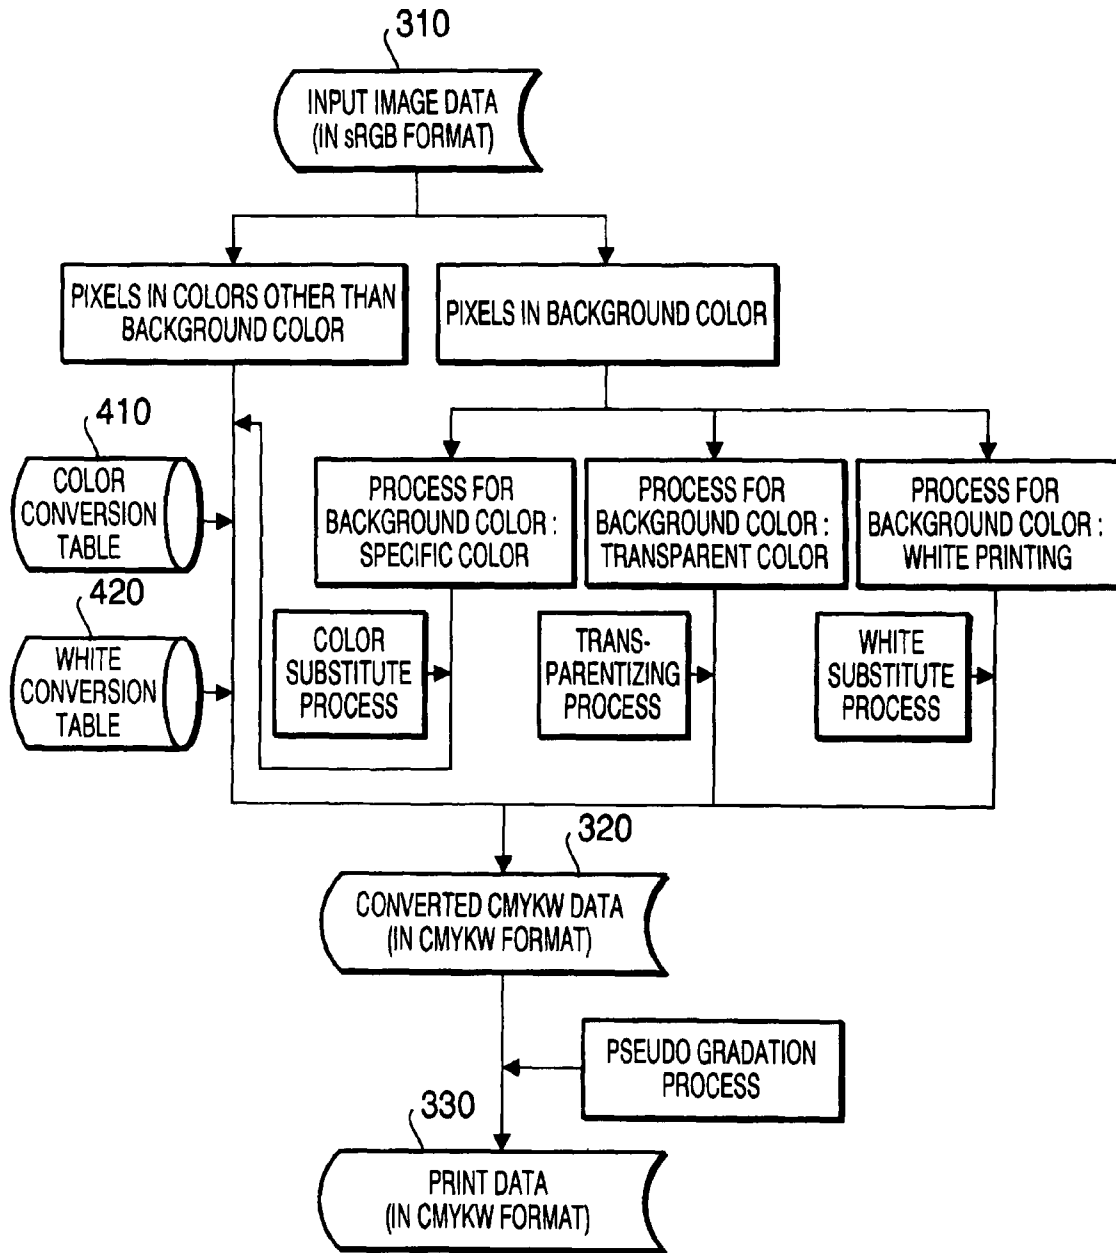 310
INPUT IMAGE DATA
(IN sRGB FORMAT)
PIXELS IN COLORS OTHER THAN
BACKGROUND COLOR
PIXELS IN BACKGROUND COLOR
410
COLOR
CONVERSION
TABLE
420
WHITE
CONVERSION
TABLE
PROCESS FOR
BACKGROUND COLOR :
SPECIFIC COLOR
PROCESS FOR
BACKGROUND COLOR :
TRANSPARENT COLOR
PROCESS FOR
BACKGROUND COLOR :
WHITE PRINTING
COLOR
SUBSTITUTE
PROCESS
TRANS-
PARENTIZING
PROCESS
WHITE
SUBSTITUTE
PROCESS
320
CONVERTED CMYKW DATA
(IN CMYKW FORMAT)
PSEUDO GRADATION
PROCESS
330
PRINT DATA
(IN CMYKW FORMAT)